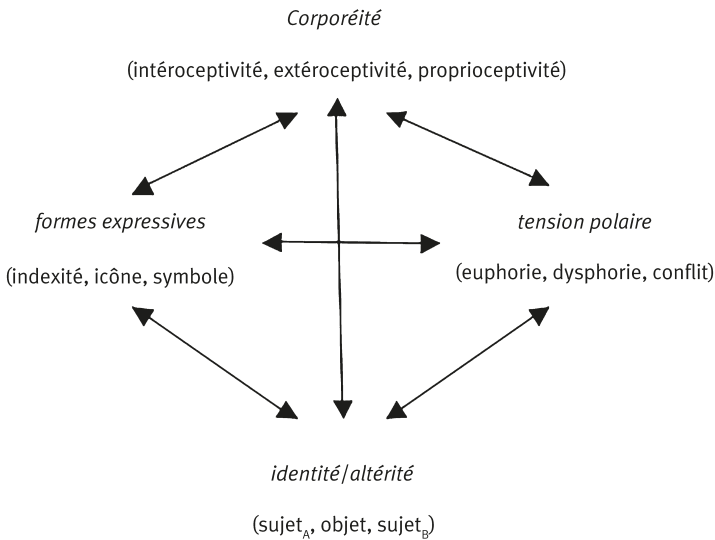 Corporéité
(intéroceptivité, extéroceptivité, proprioceptivité)
formes expressives
(indexité, icône, symbole)
tension polaire
(euphorie, dysphorie, conflit)
identité/altérité
(sujetA, objet, sujetB)